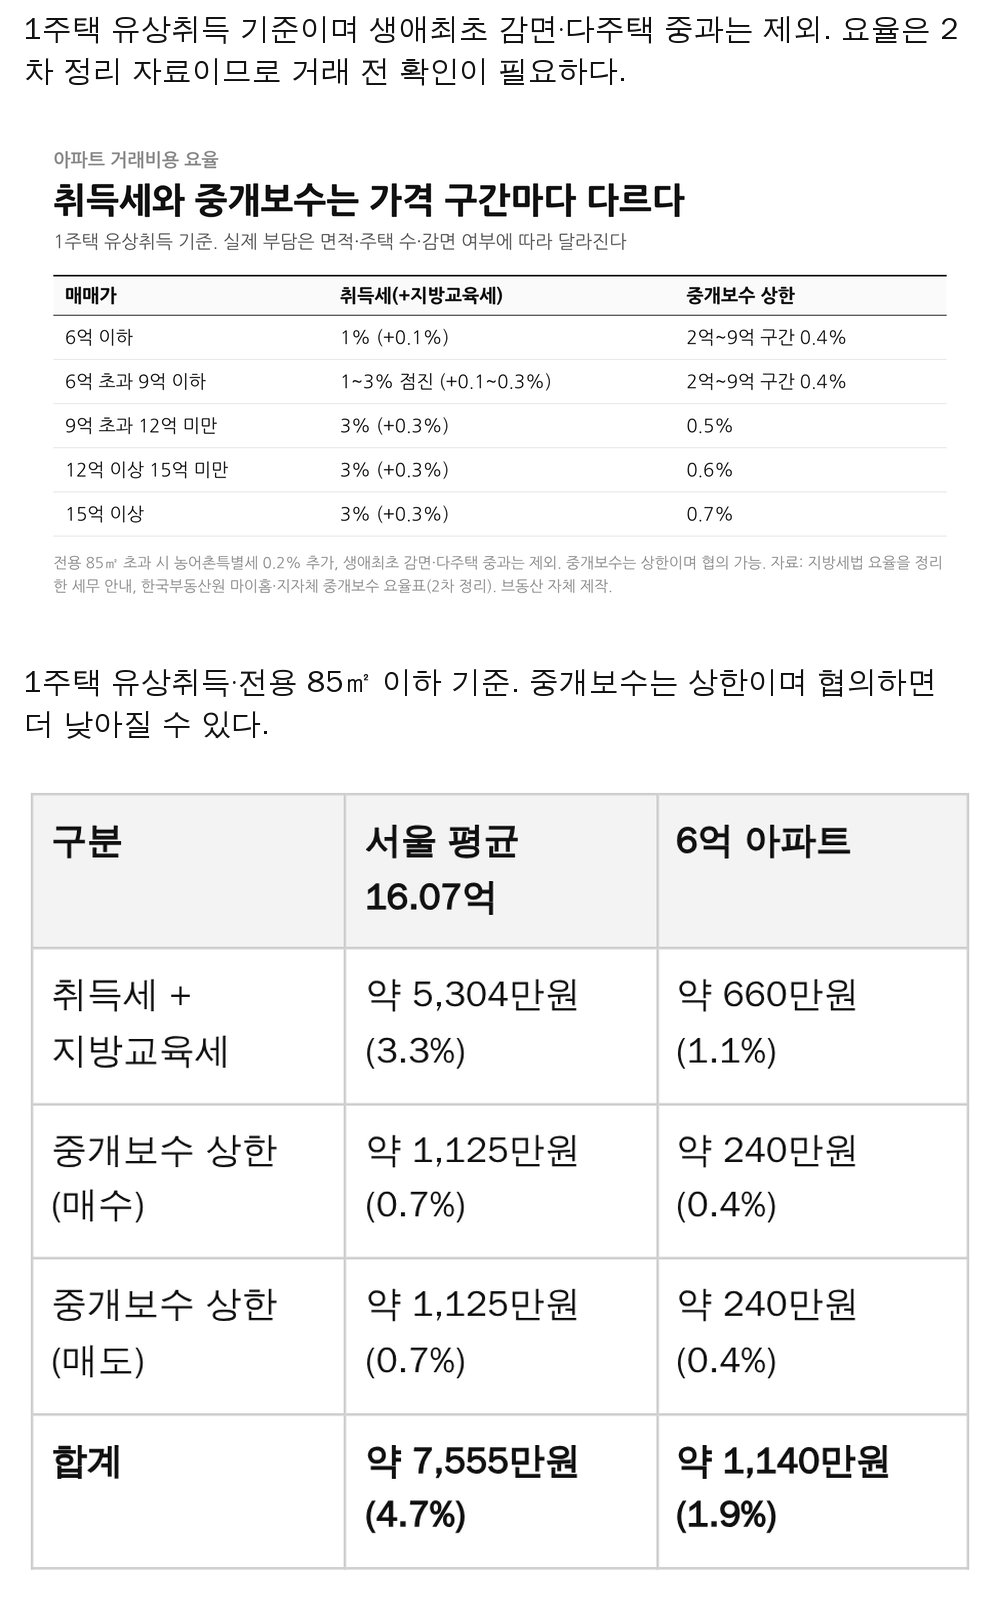 1주택 유상취득 기준이며 생애최초 감면·다주택 중과는 제외. 요율은 2
차 정리 자료이므로 거래 전 확인이 필요하다.
아파트 거래비용 요율
취득세와 중개보수는 가격 구간마다 다르다
1주택 유상취득 기준. 실제 부담은 면적·주택 수·감면 여부에 따라 달라진다
매매가 취득세(+지방교육세) 중개보수 상한
6억 이하 1% (+0.1%) 2억~9억 구간 0.4%
6억 초과 9억 이하 1~3% 점진 (+0.1~0.3%) 2억~9억 구간 0.4%
9억 초과 12억 미만 3% (+0.3%) 0.5%
12억 이상 15억 미만 3% (+0.3%) 0.6%
15억 이상 3% (+0.3%) 0.7%
전용 85㎡ 초과 시 농어촌특별세 0.2% 추가, 생애최초 감면·다주택 중과는 제외. 중개보수는 상한이며 협의 가능. 자료: 지방세법 요율을 정리
한 세무 안내, 한국부동산원 마이홈·지자체 중개보수 요율표(2차 정리). 브동산 자체 제작.
1주택 유상취득·전용 85㎡ 이하 기준. 중개보수는 상한이며 협의하면
더 낮아질 수 있다.
구분 서울 평균 6억 아파트
16.07억
취득세 + 약 5,304만원 약 660만원
지방교육세 (3.3%) (1.1%)
중개보수 상한 약 1,125만원 약 240만원
(매수) (0.7%) (0.4%)
중개보수 상한 약 1,125만원 약 240만원
(매도) (0.7%) (0.4%)
합계 약 7,555만원 약 1,140만원
(4.7%) (1.9%)